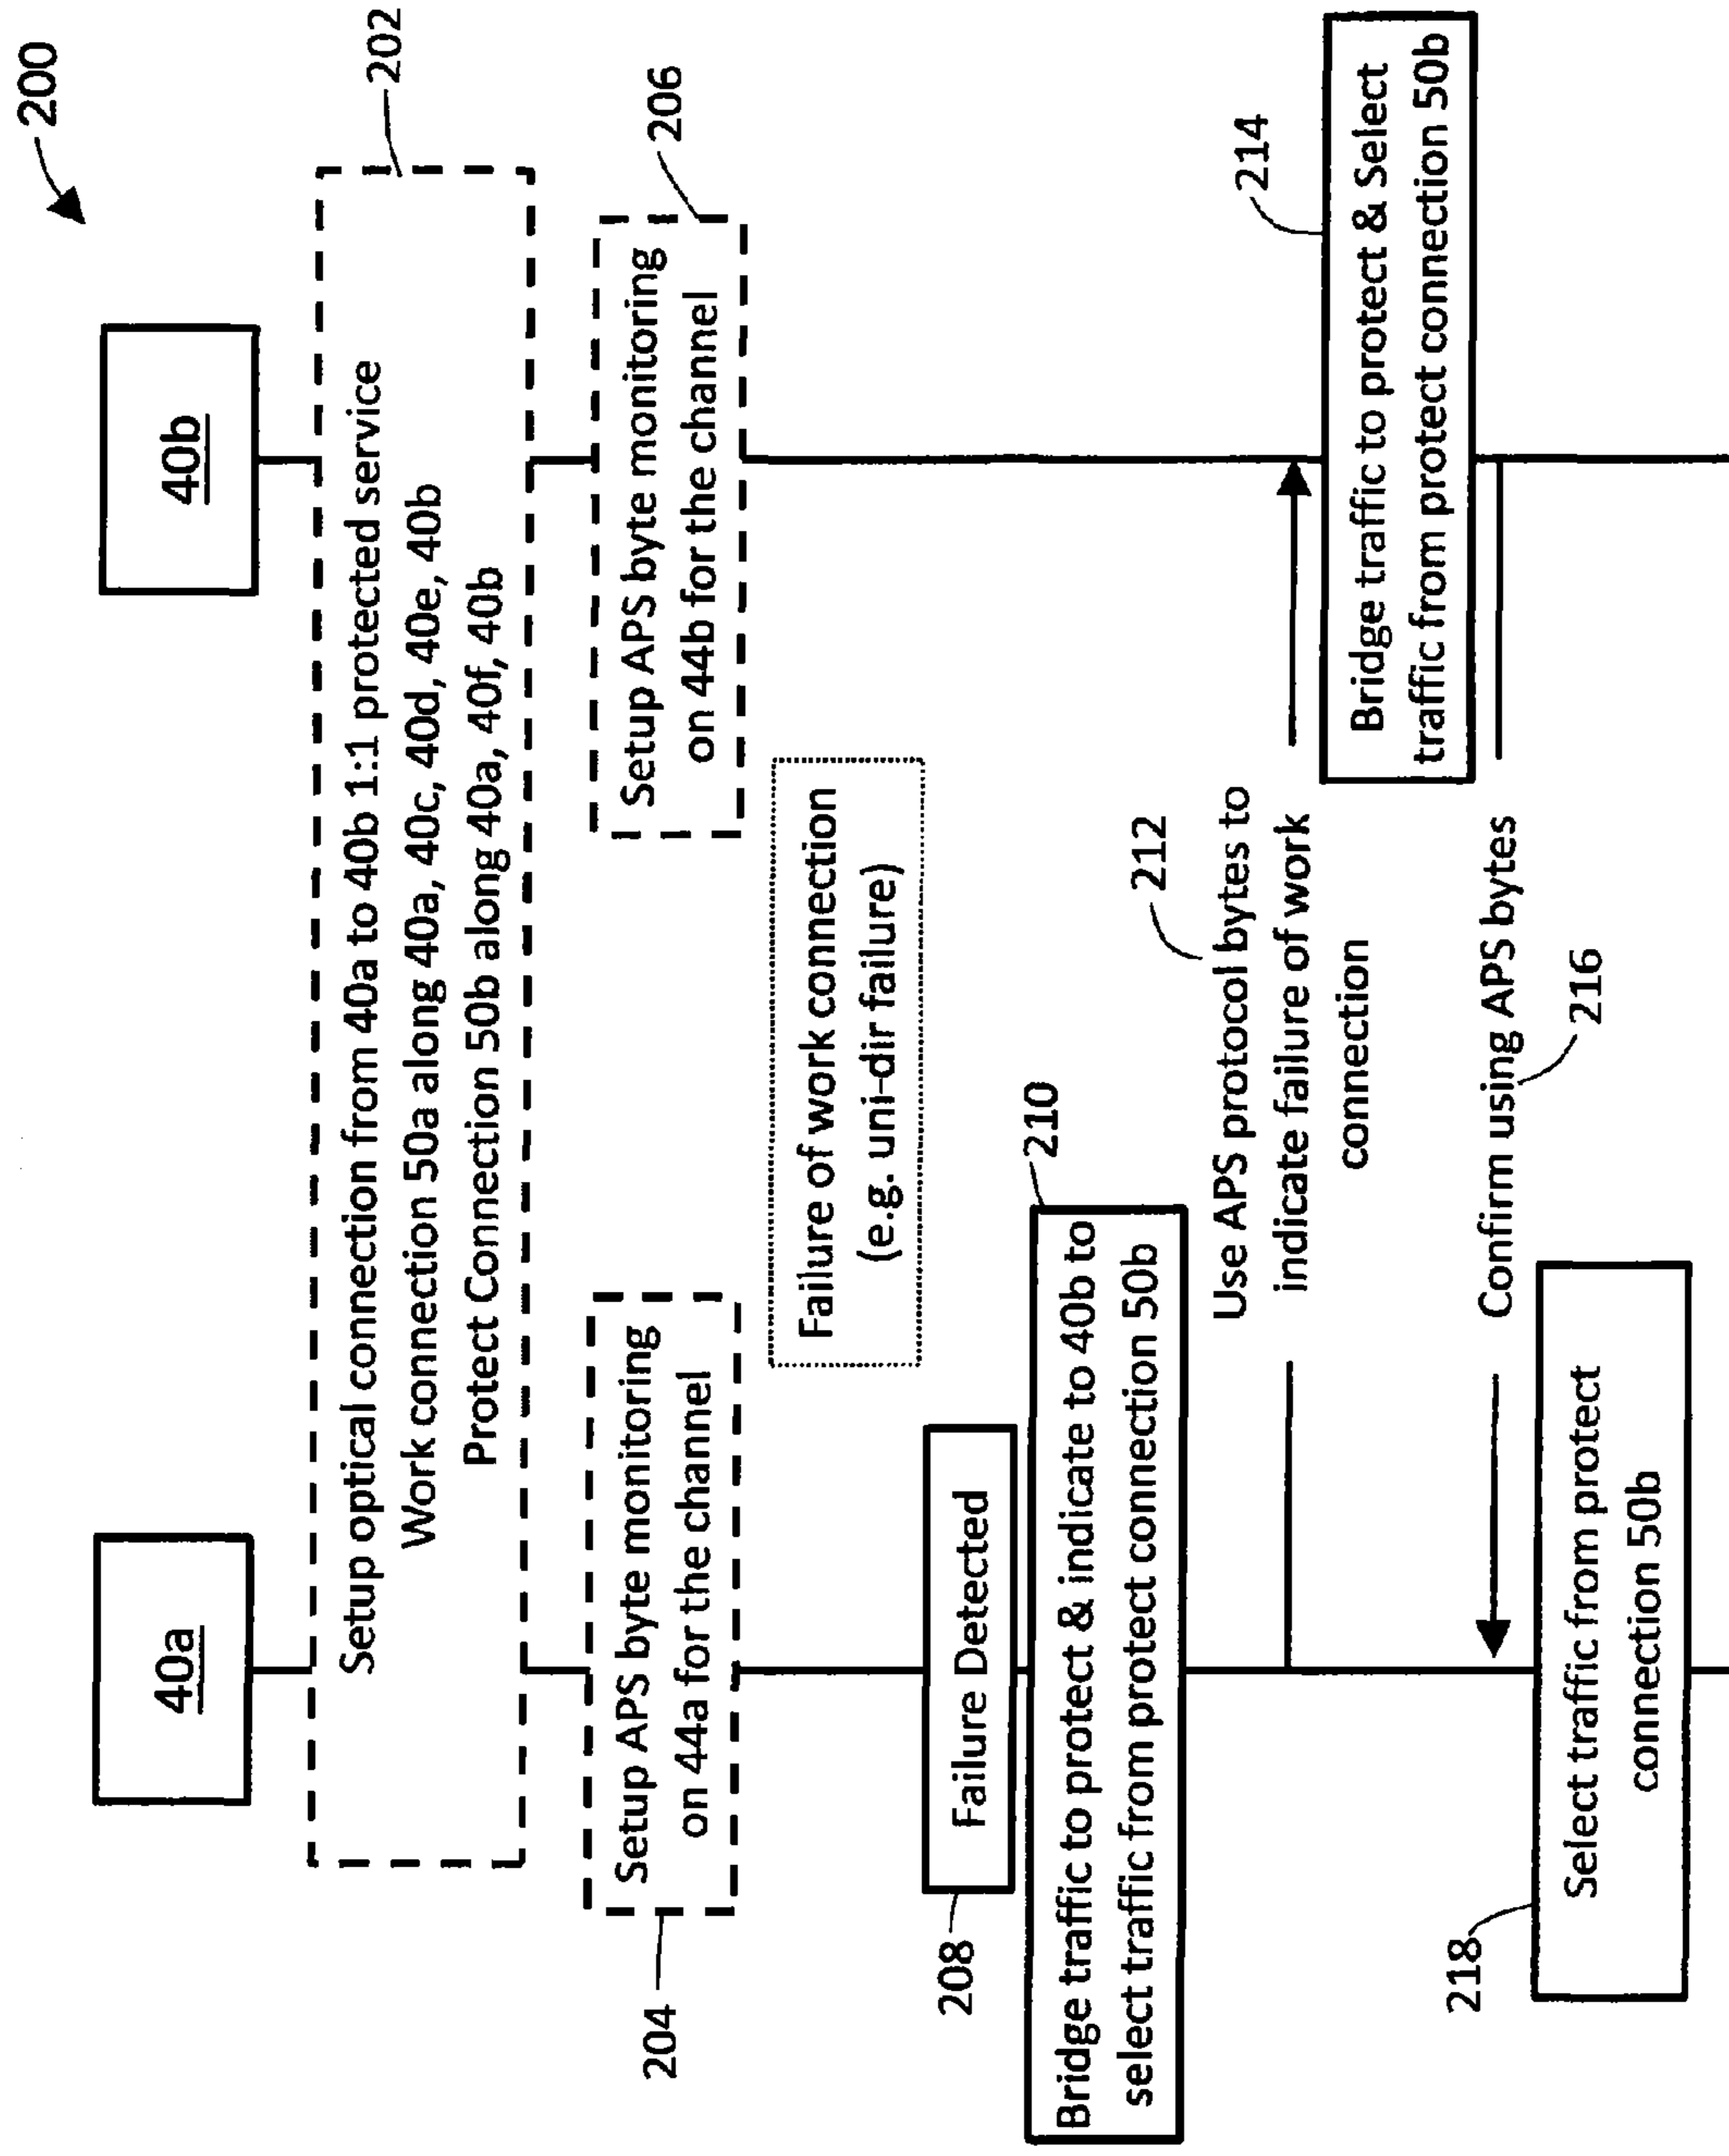 200
40a
40b
202
Setup optical connection from 40a to 40b 1:1 protected service
Work connection 50a along 40a, 40c, 40d, 40e, 40b
Protect Connection 50b along 40a, 40f, 40b
204
Setup APS byte monitoring
on 44a for the channel
206
Setup APS byte monitoring
on 44b for the channel
Failure of work connection
(e.g. uni-dir failure)
208
Failure Detected
210
Bridge traffic to protect & indicate to 40b to
select traffic from protect connection 50b
212
Use APS protocol bytes to
indicate failure of work
connection
214
Bridge traffic to protect & Select
traffic from protect connection 50b
Confirm using APS bytes
216
218
Select traffic from protect
connection 50b